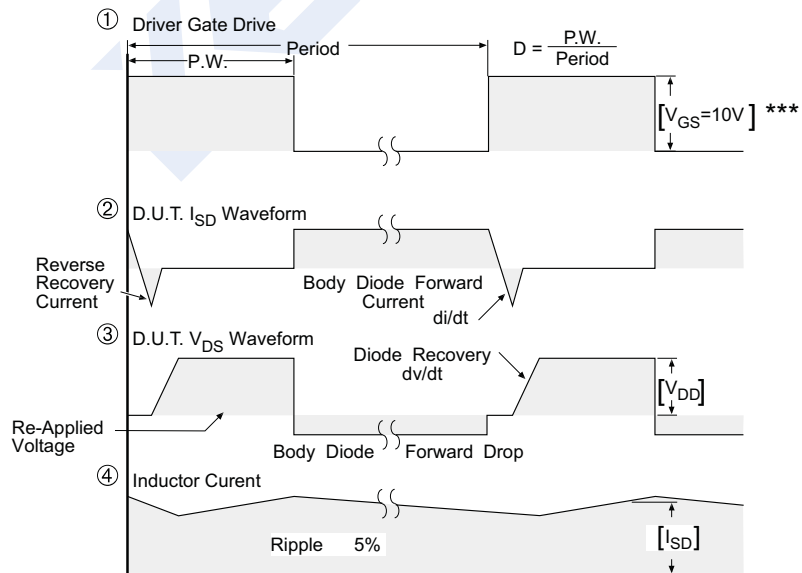 ① Driver Gate Drive
P.W.
Period
D = P.W.
Period
[VGS=10V] ***
② D.U.T. ISD Waveform
Reverse
Recovery
Current
Body Diode Forward
Current
di/dt
③ D.U.T. VDS Waveform
Diode Recovery
dv/dt
[VDD]
Re-Applied
Voltage
Body Diode Forward Drop
④ Inductor Curent
Ripple 5%
[ISD]